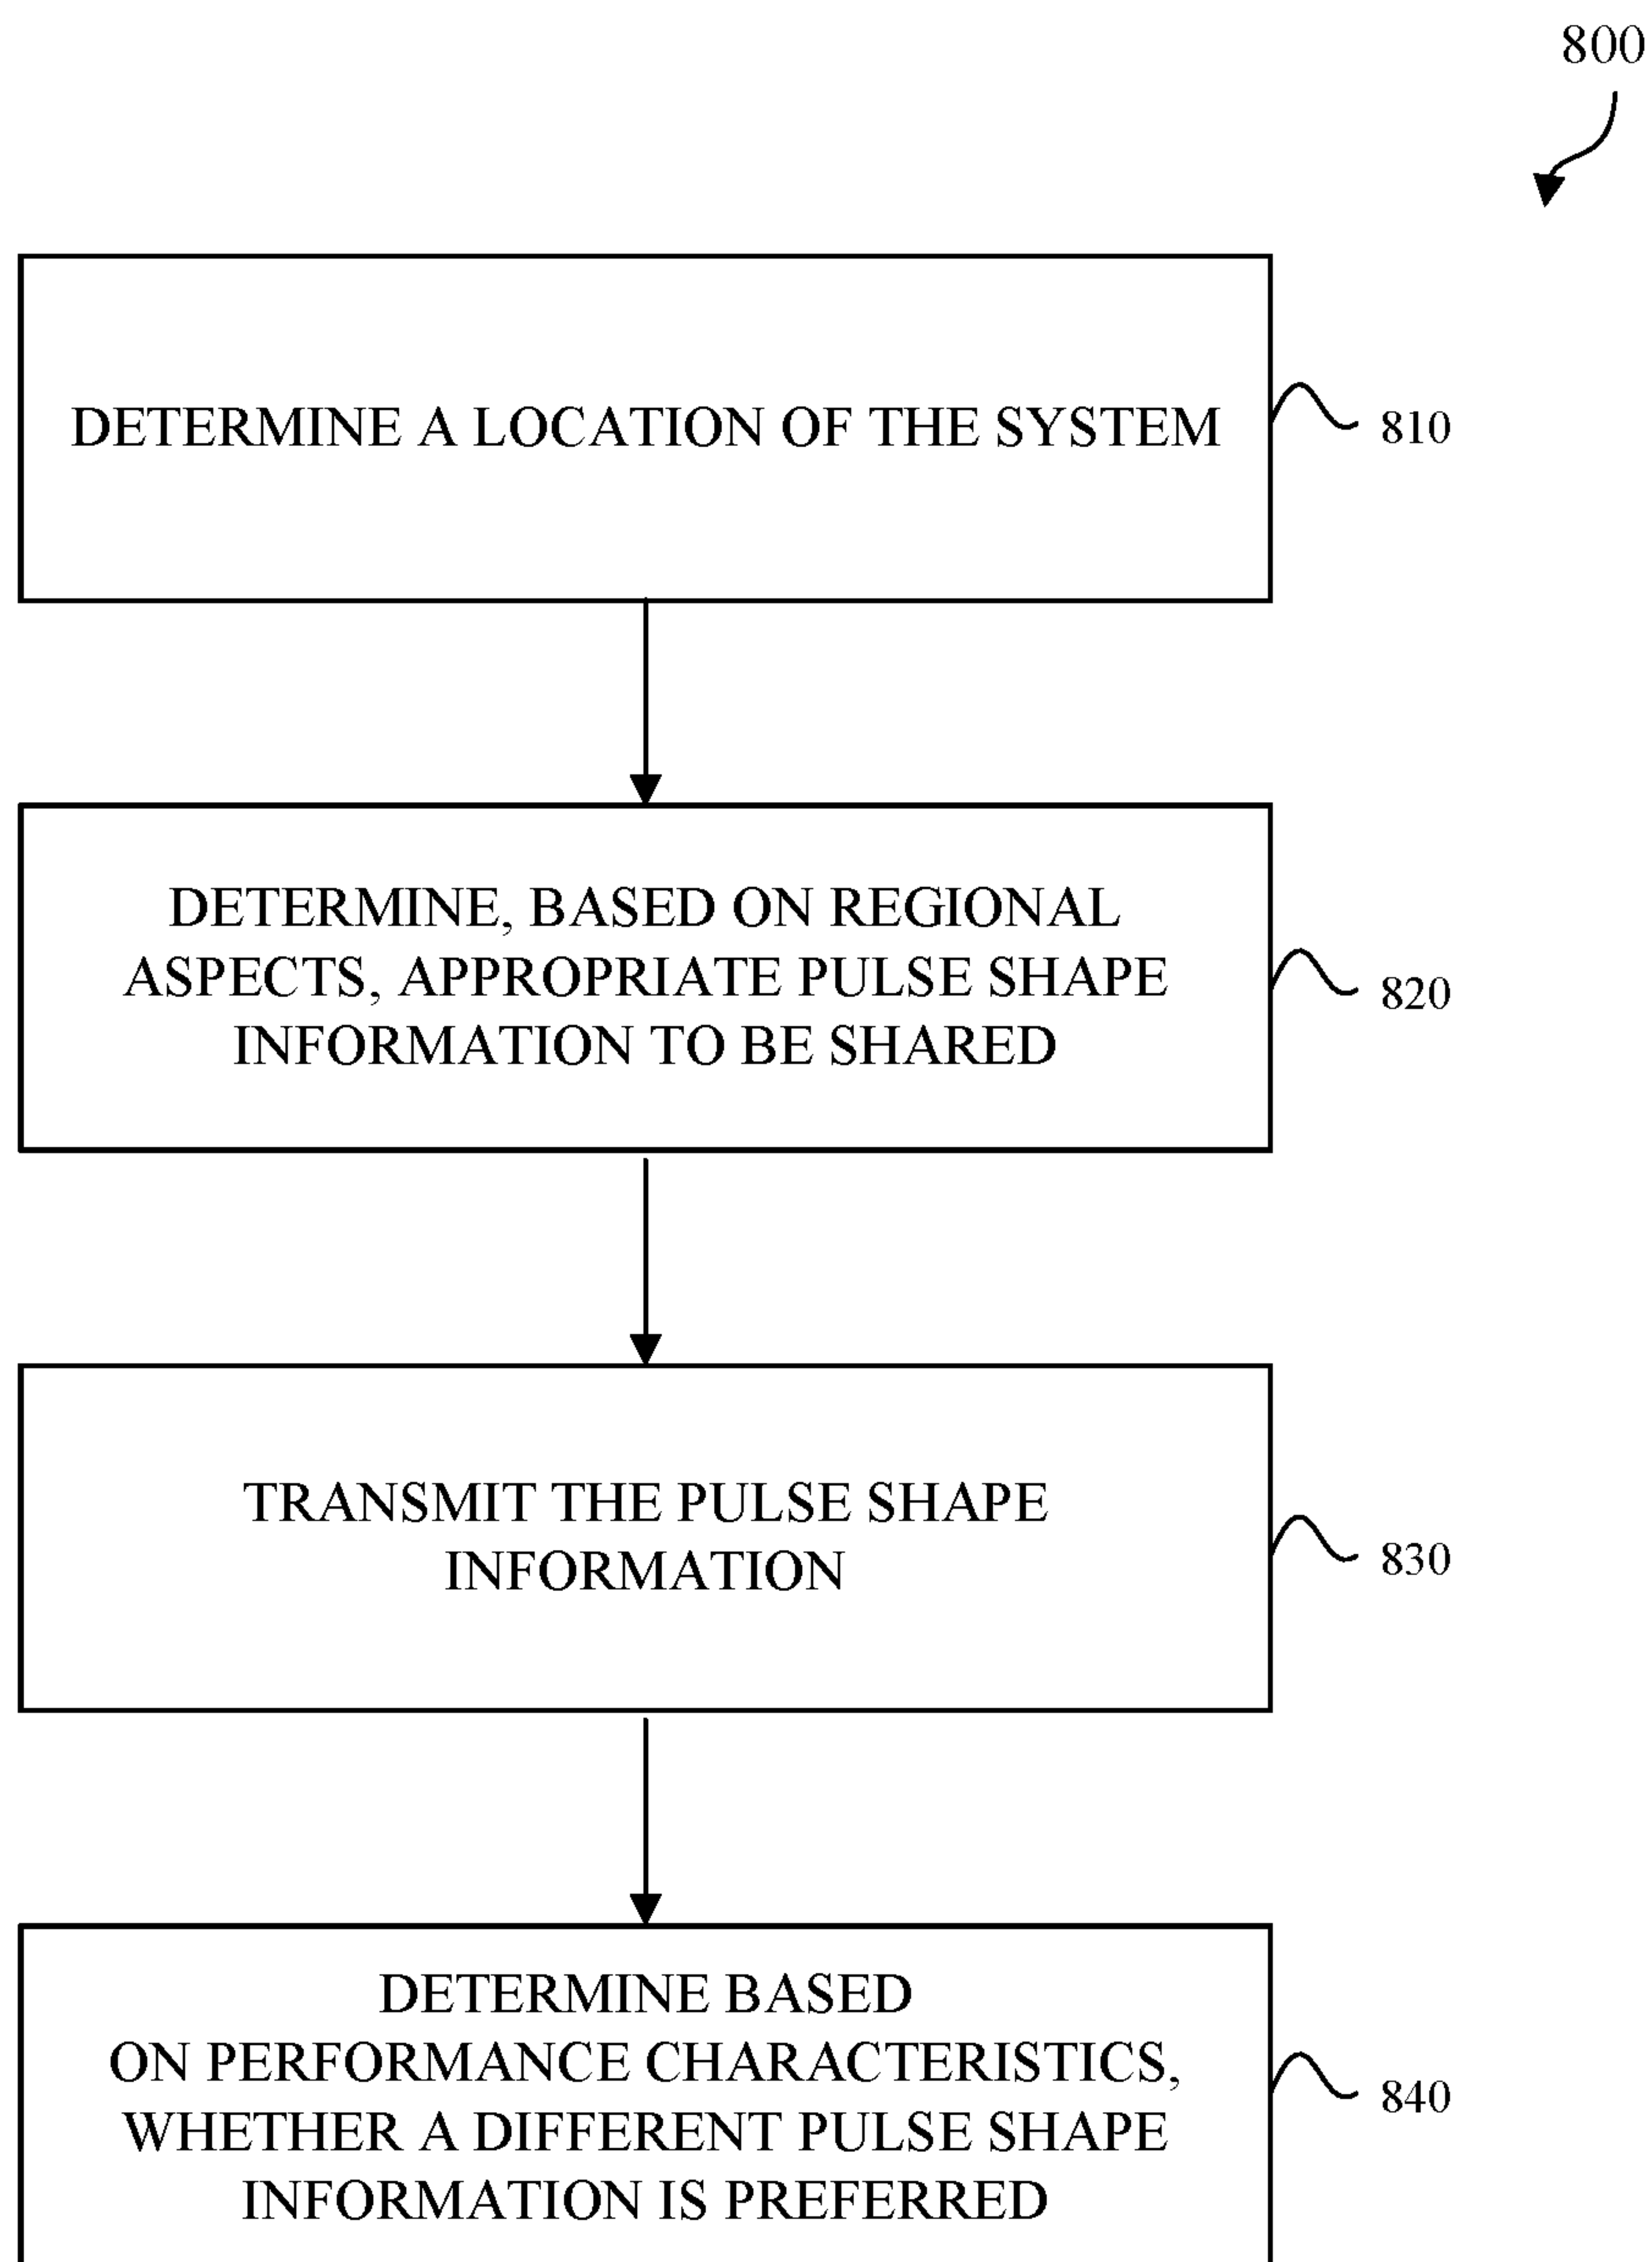 800
DETERMINE A LOCATION OF THE SYSTEM
810
DETERMINE, BASED ON REGIONAL
ASPECTS, APPROPRIATE PULSE SHAPE
INFORMATION TO BE SHARED
820
TRANSMIT THE PULSE SHAPE
INFORMATION
830
DETERMINE BASED
ON PERFORMANCE CHARACTERISTICS,
WHETHER A DIFFERENT PULSE SHAPE
INFORMATION IS PREFERRED
840